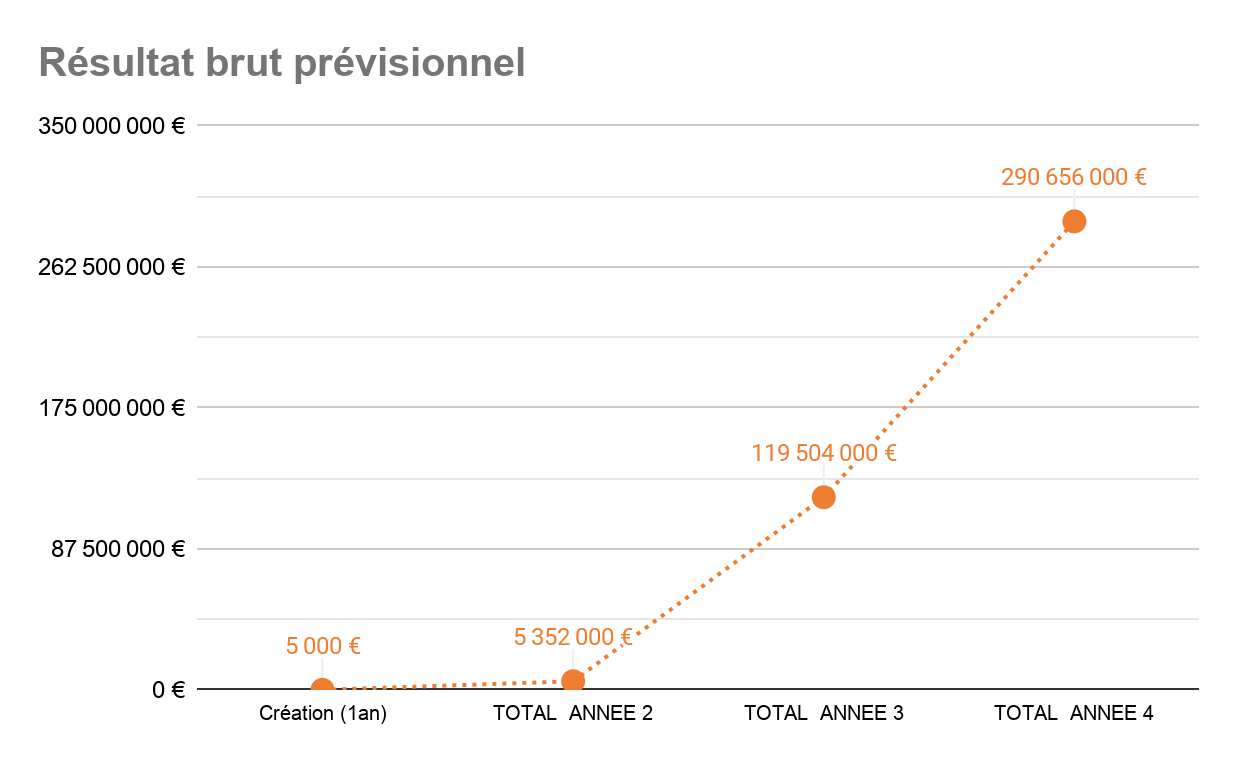 Résultat brut prévisionnel
350 000 000 €
290 656 000 €
262 500 000 €
175 000 000 €
119 504 000 €
87 500 000 €
5 352 000 €
5 000 €
0 €
Création (1an) TOTAL ANNEE 2 TOTAL ANNEE 3 TOTAL ANNEE 4